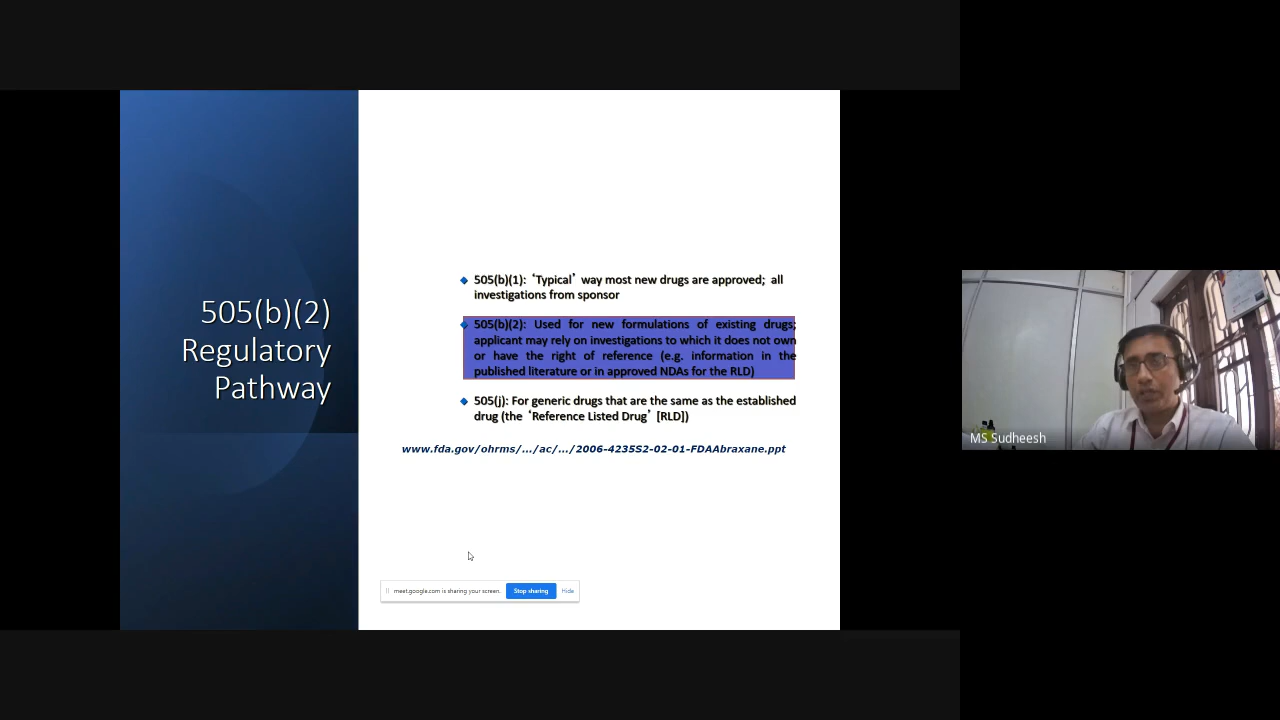 505(b)(2)
Regulatory
Pathway
505(b)(1): ‘Typical’ way most new drugs are approved; all
investigations from sponsor
505(b)(2): Used for new formulations of existing drugs;
applicant may rely on investigations to which it does not own
or have the right of reference (e.g. information in the
published literature or in approved NDAs for the RLD)
505(j): For generic drugs that are the same as the established
drug (the ‘Reference Listed Drug’ [RLD])
www.fda.gov/ohrms/.../ac/.../2006-4235S2-02-01-FDAAbraxane.ppt
meet.google.com is sharing your screen.
Stop sharing
Hide
MS Sudheesh